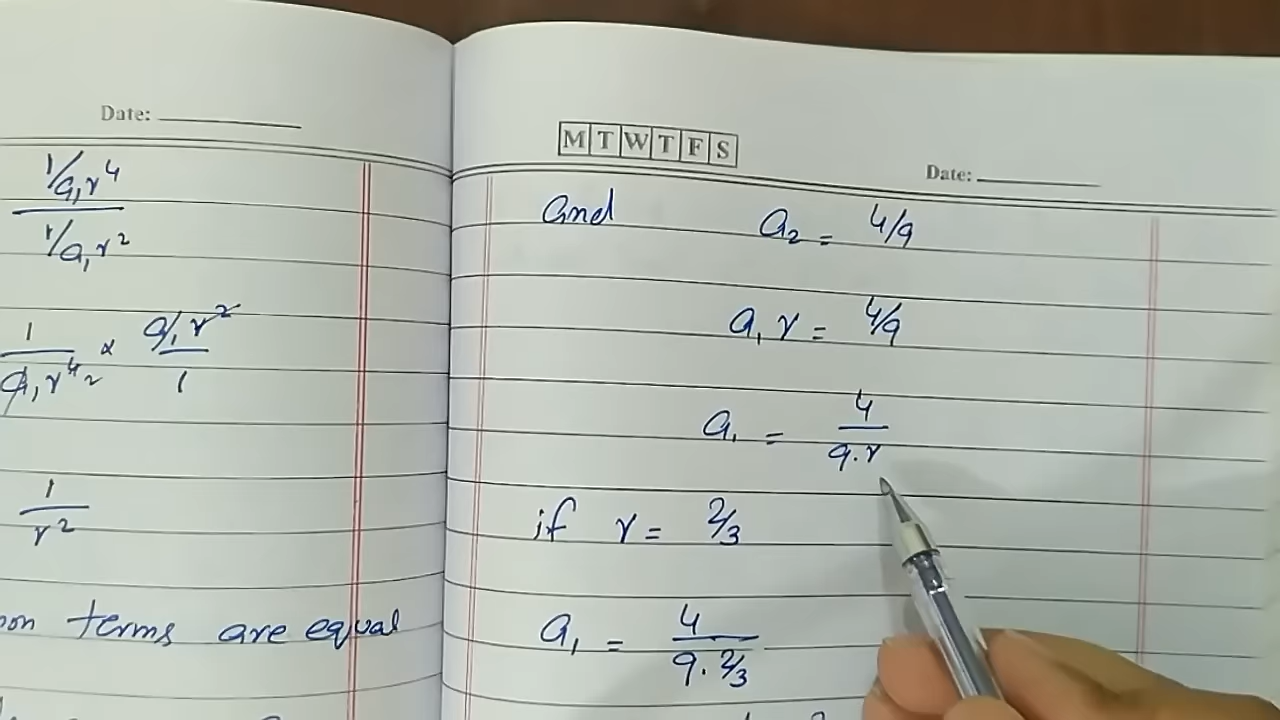 Date:
1/a₁r⁴
1/a₁r²
1/a₁r⁴ × a₁r²/1
2
1/r²
terms are equal
M T W T F S
Date:
and a₂ = 4/9
a₁r = 4/9
a₁ = 4/9.r
if r = 2/3
a₁ = 4/9.2/3